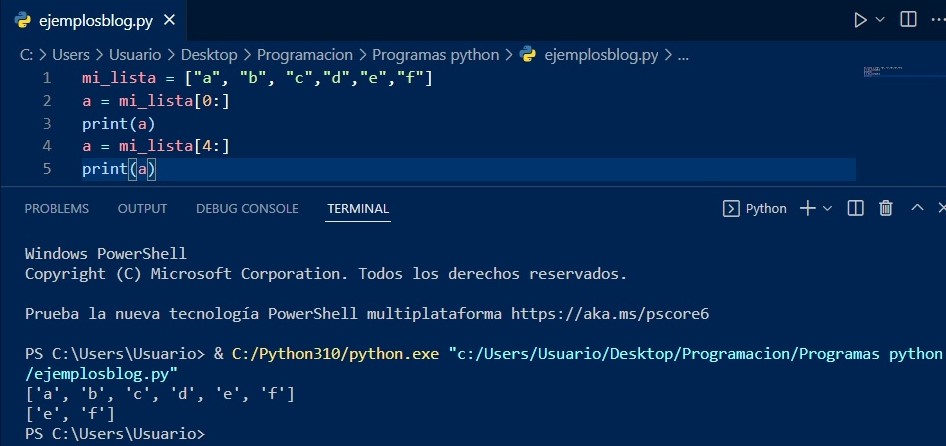 ejemplosblog.py
C: > Users > Usuario > Desktop > Programacion > Programas python > ejemplosblog.py > ...
1 mi_lista = ["a", "b", "c","d","e","f"]
2 a = mi_lista[0:]
3 print(a)
4 a = mi_lista[4:]
5 print(a)
PROBLEMS OUTPUT DEBUG CONSOLE TERMINAL Python
Windows PowerShell
Copyright (C) Microsoft Corporation. Todos los derechos reservados.
Prueba la nueva tecnología PowerShell multiplataforma https://aka.ms/pscore6
PS C:\Users\Usuario> & C:/Python310/python.exe "c:/Users/Usuario/Desktop/Programacion/Programas python
/ejemplosblog.py"
['a', 'b', 'c', 'd', 'e', 'f']
['e', 'f']
PS C:\Users\Usuario>